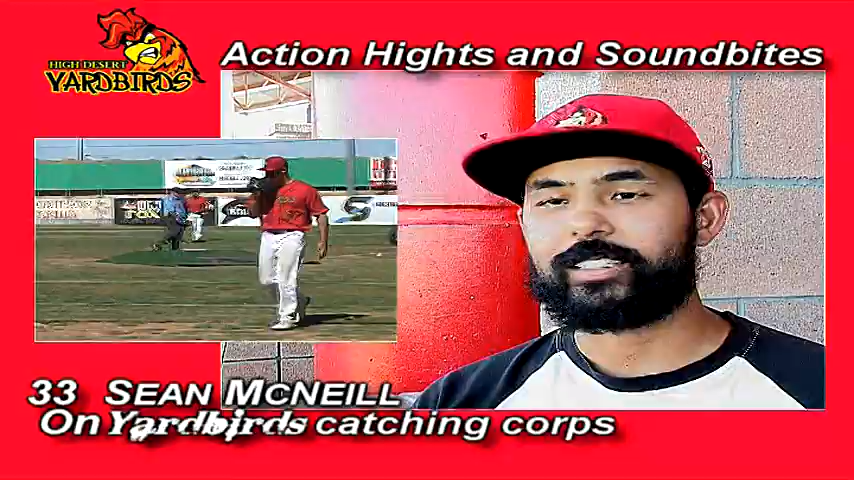 HIGH DESERT
YARDBIRDS
Action Hights and Soundbites
33 SEAN MCNEILL
On Yardbirds catching corps